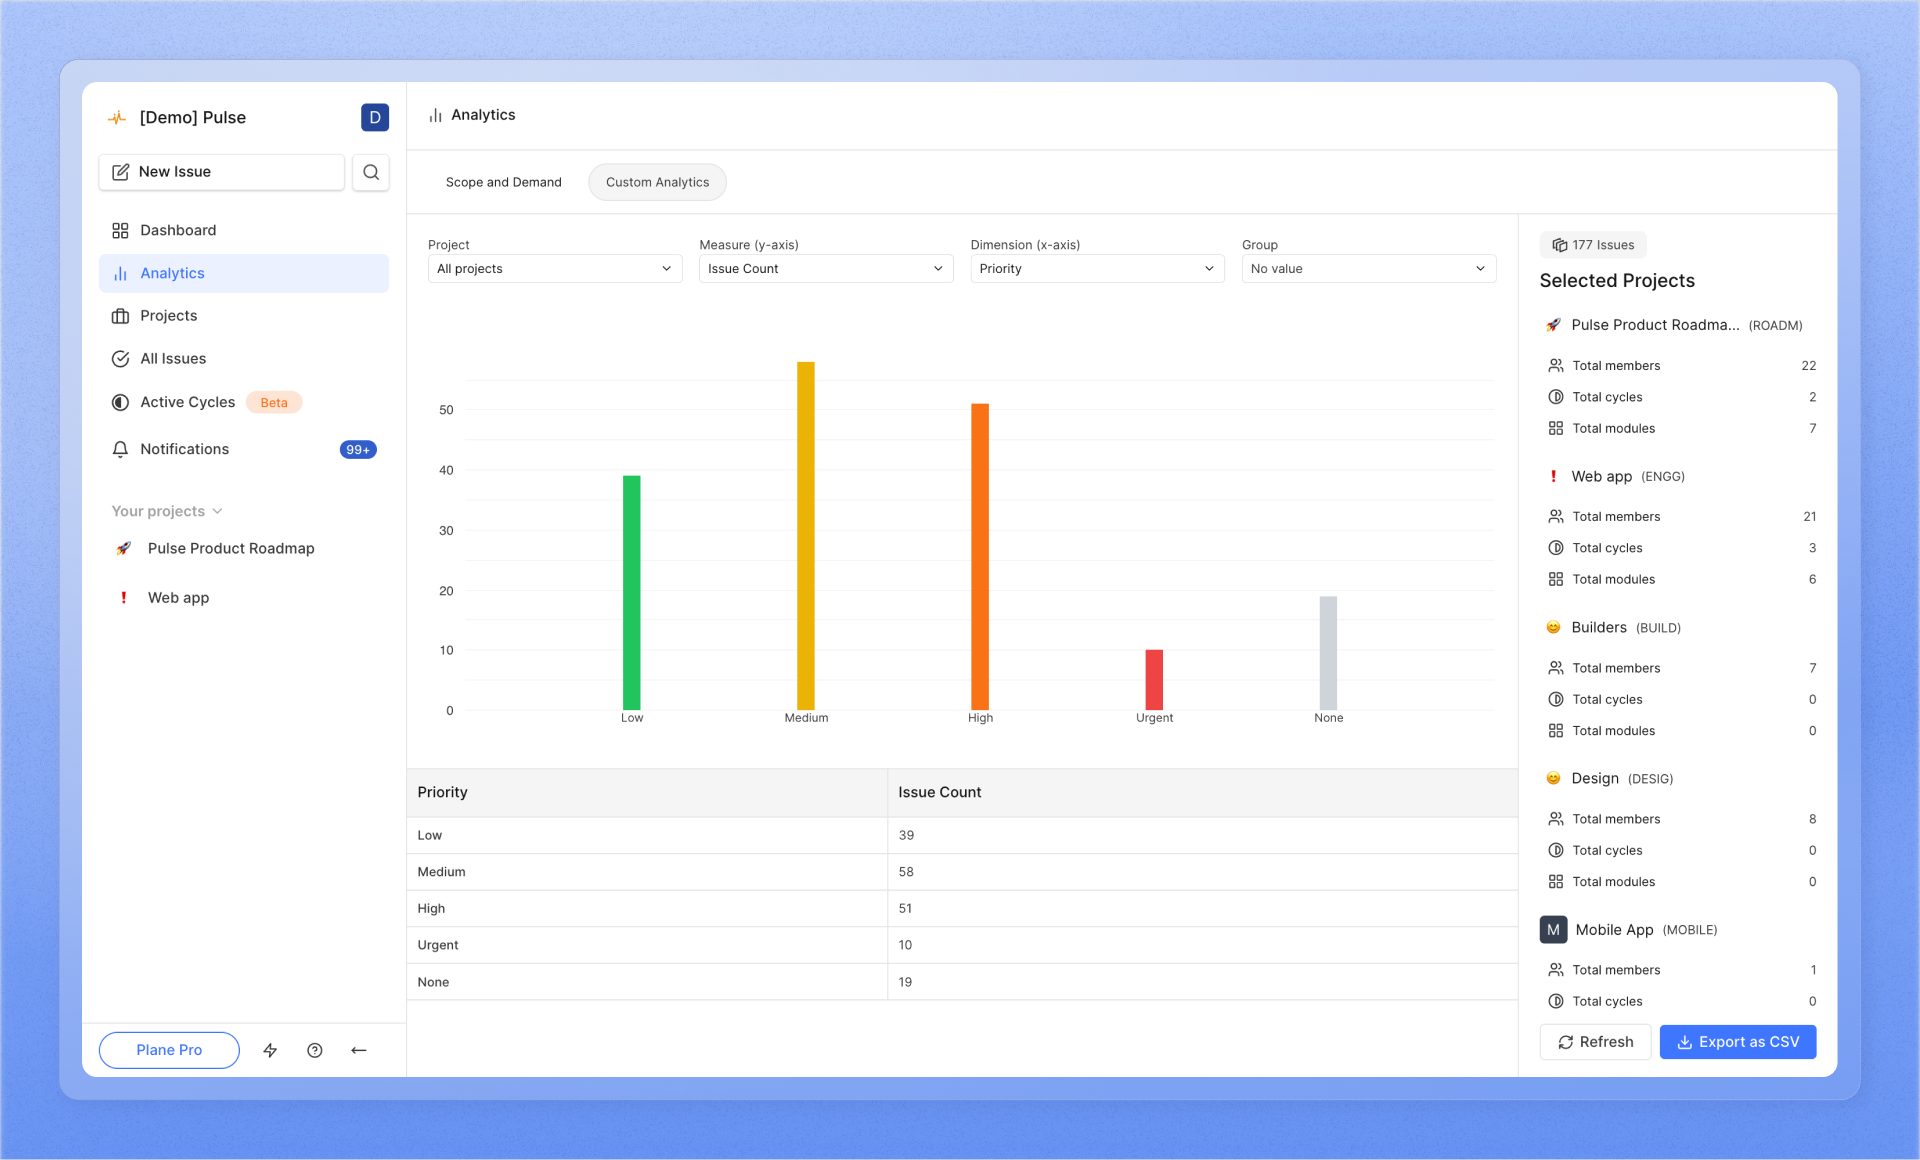 [Demo] Pulse
D
New Issue
Dashboard
Analytics
Projects
All Issues
Active Cycles Beta
Notifications 99+
Your projects
Pulse Product Roadmap
Web app
Plane Pro
Analytics
Scope and Demand Custom Analytics
Project Measure (y-axis) Dimension (x-axis) Group
All projects Issue Count Priority No value
50
40
30
20
10
0
Low Medium High Urgent None
Priority Issue Count
Low 39
Medium 58
High 51
Urgent 10
None 19
177 Issues
Selected Projects
Pulse Product Roadma... (ROADM)
Total members 22
Total cycles 2
Total modules 7
Web app (ENGG)
Total members 21
Total cycles 3
Total modules 6
Builders (BUILD)
Total members 7
Total cycles 0
Total modules 0
Design (DESIG)
Total members 8
Total cycles 0
Total modules 0
M Mobile App (MOBILE)
Total members 1
Total cycles 0
Refresh Export as CSV